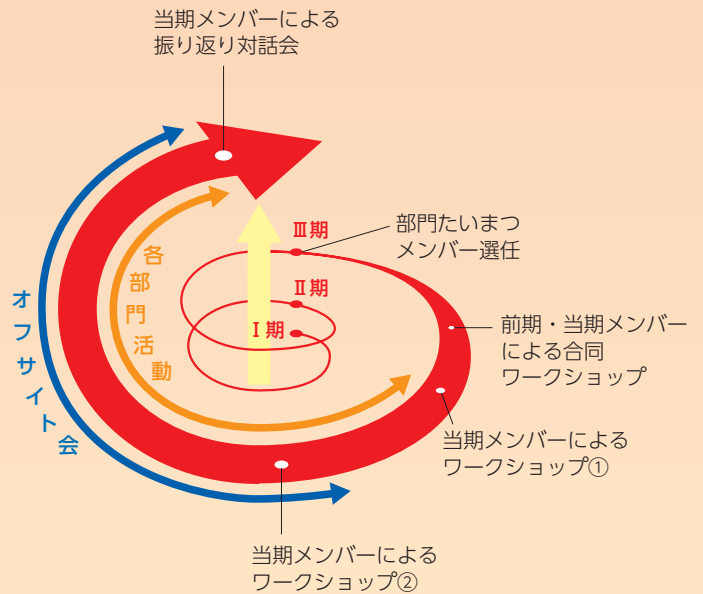 当期メンバーによる
振り返り対話会
Ⅲ期
部門たいまつ
メンバー選任
Ⅱ期
Ⅰ期
各部門活動
オフサイト会
前期・当期メンバー
による合同
ワークショップ
当期メンバーによる
ワークショップ①
当期メンバーによる
ワークショップ②